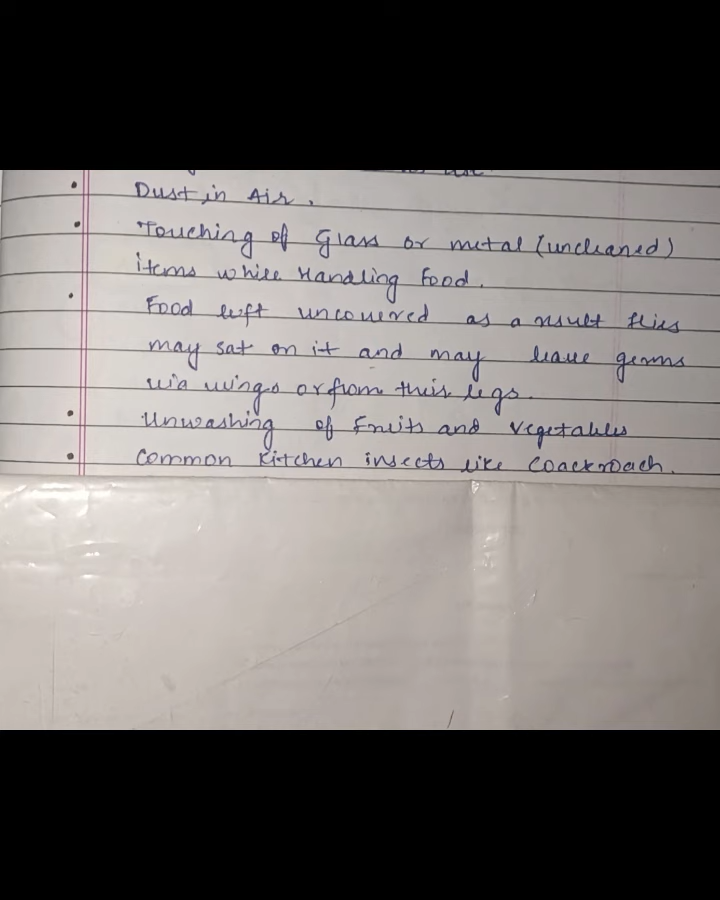 Dust in Air.
Touching of Glass or metal (uncleaned)
items while Handling Food.
Food left uncouered as a result flies
may sat on it and may leave germs
via wings or from their legs.
Unwashing of Fruits and Vegetables
Common Kitchen insects like Coackroach.